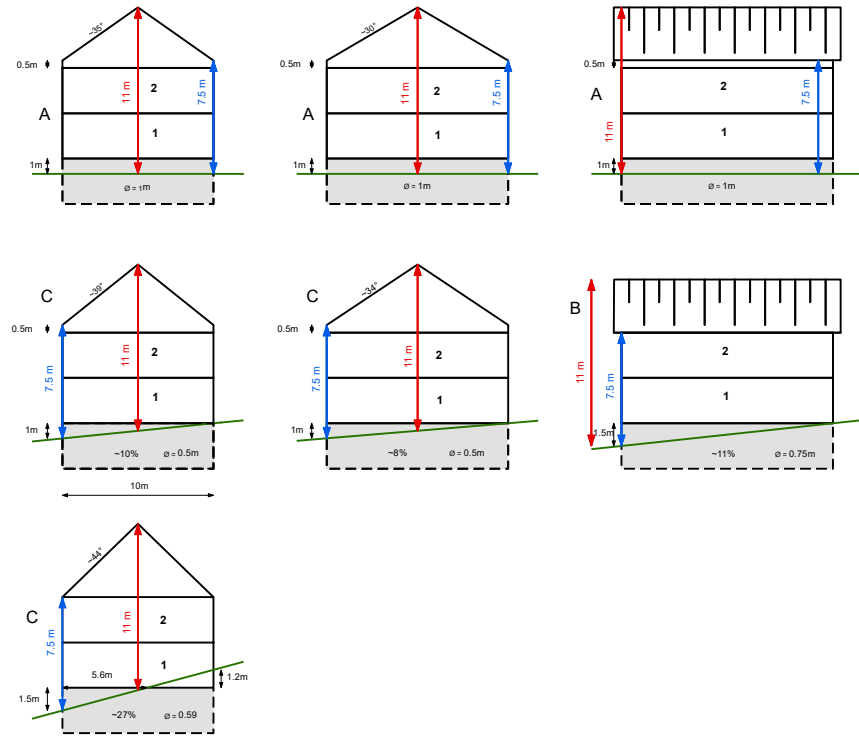 ~35°
0.5m
2
11 m
7.5 m
A
1
1m
Ø = 1m
~30°
0.5m
2
11 m
7.5 m
A
1
Ø = 1m
0.5m
2
7.5 m
A
11 m
1
1m
Ø = 1m
C
~39°
0.5m
2
11 m
7.5 m
1
1m
~10%
Ø = 0.5m
10m
C
~34°
0.5m
2
11 m
7.5 m
1
1m
~8%
Ø = 0.5m
B
2
11 m
7.5 m
1
1.5m
~11%
Ø = 0.75m
~44°
C
2
11 m
7.5 m
1
5.6m
1.2m
1.5m
~27%
Ø = 0.59